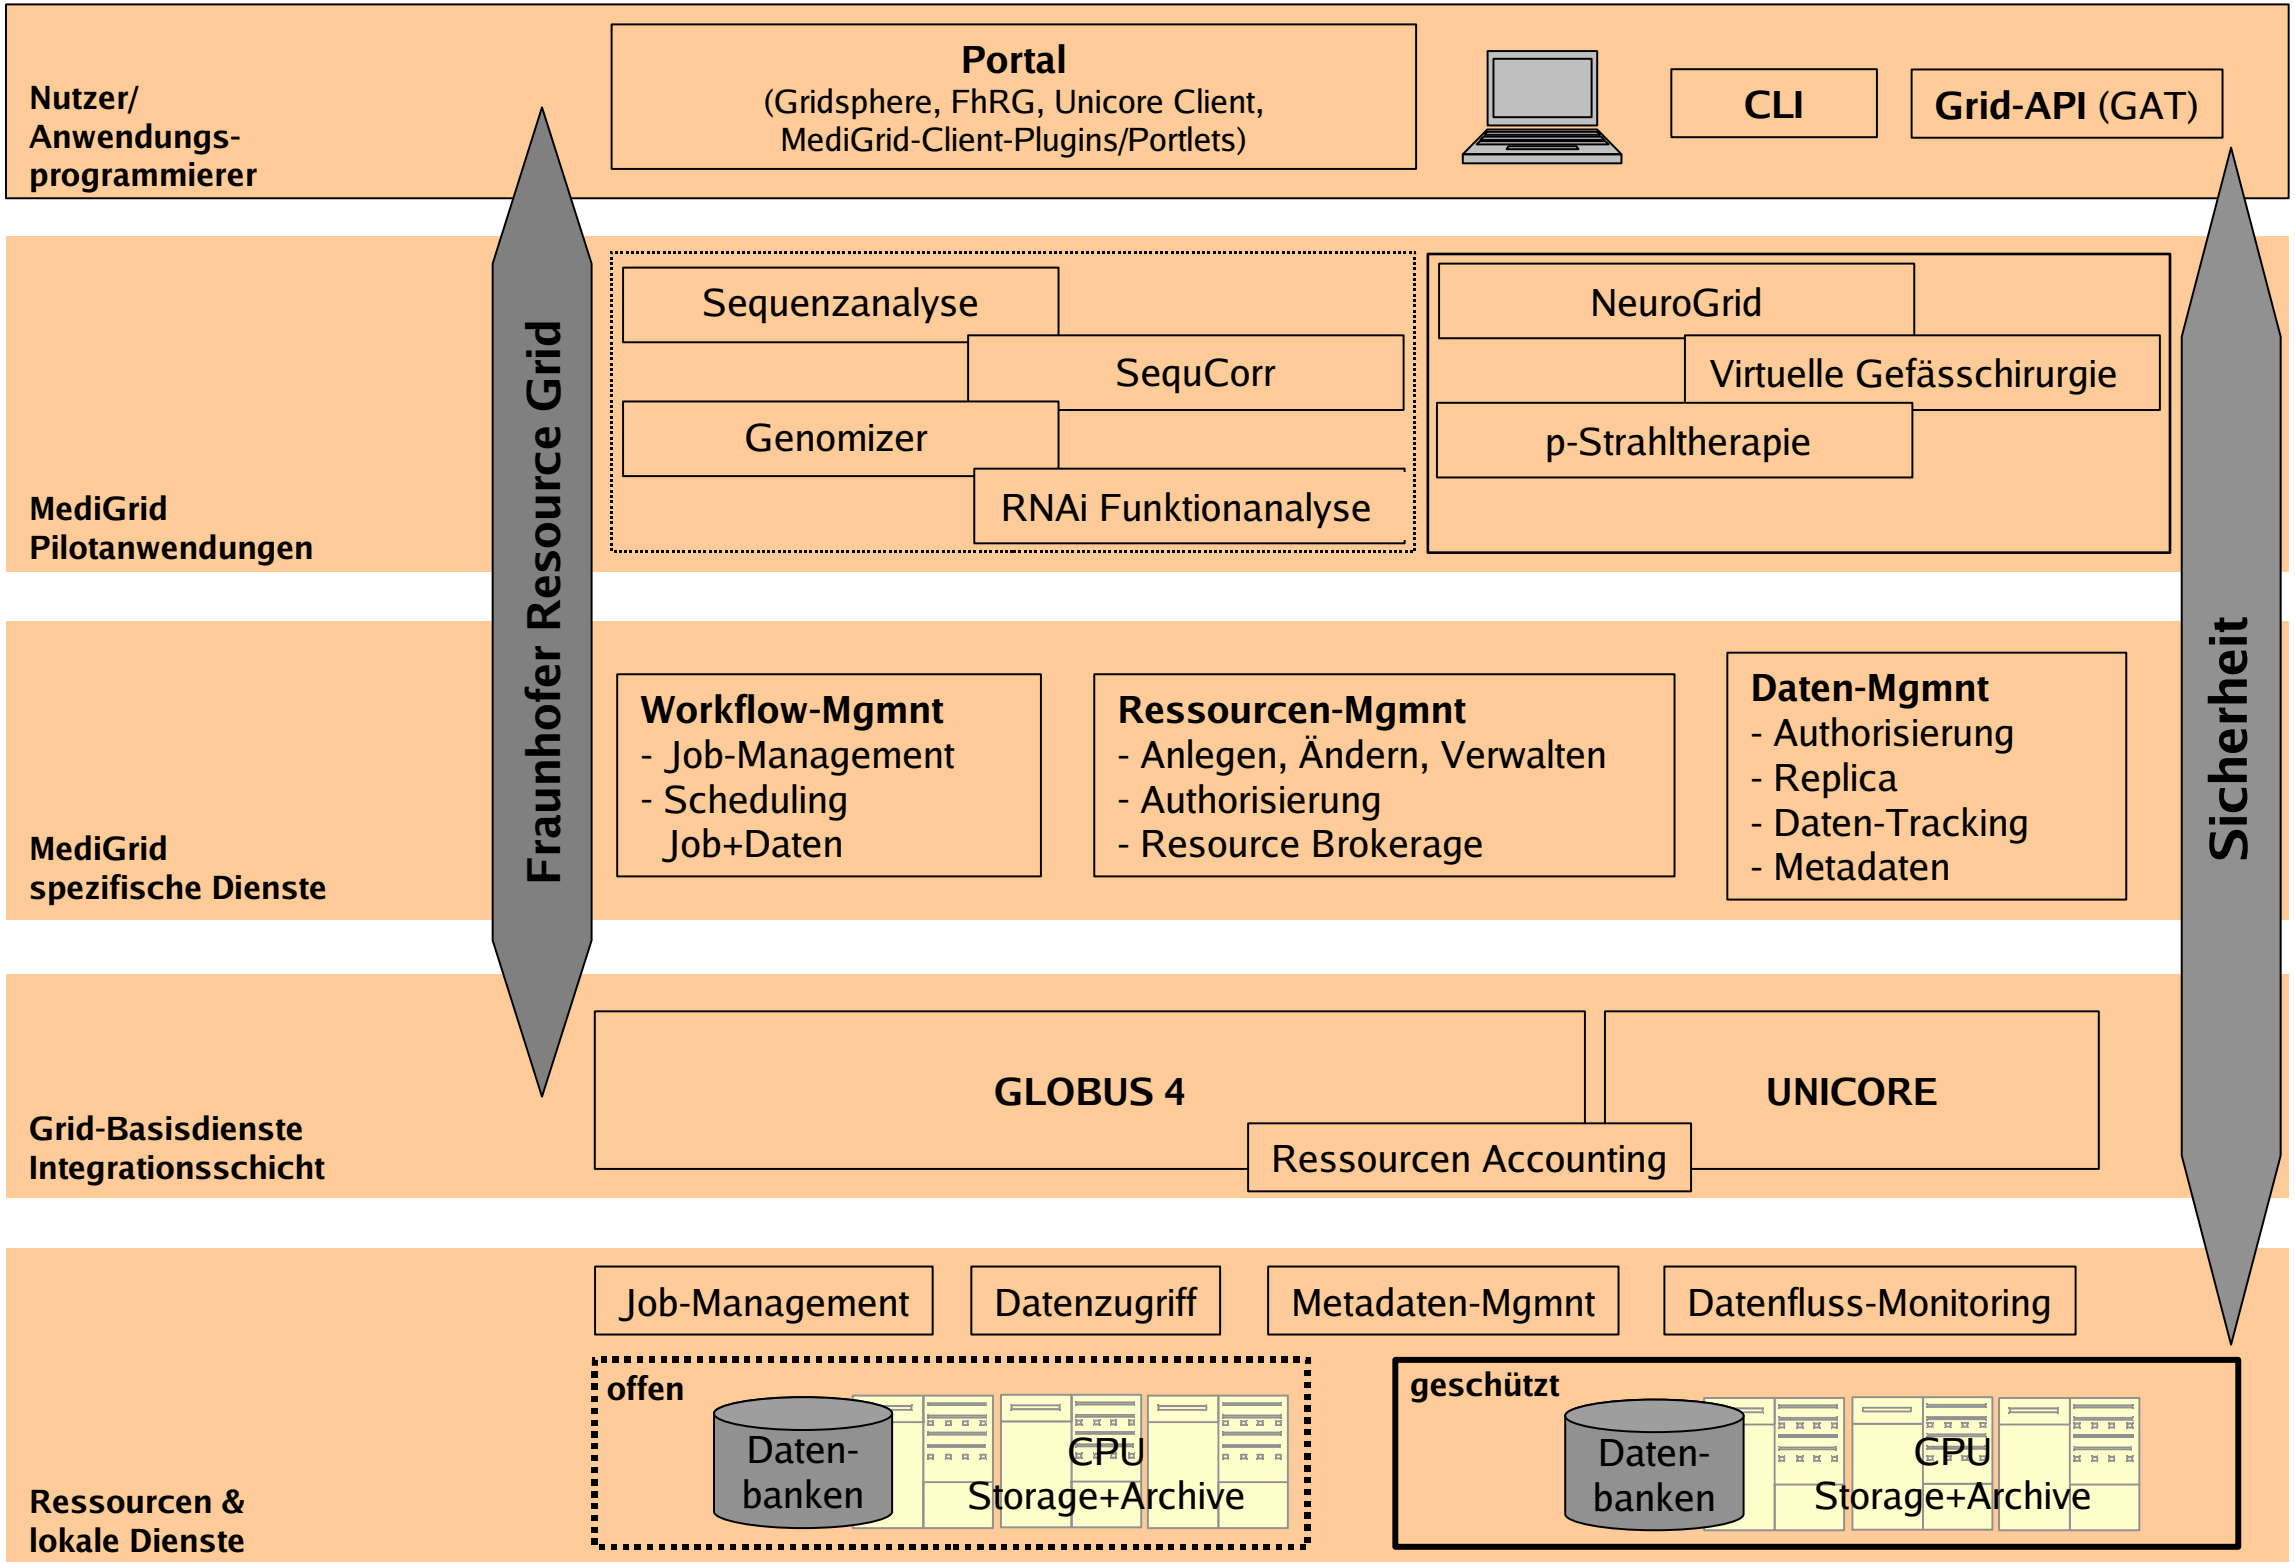 Nutzer/
Anwendungs-
programmierer
Portal
(Gridsphere, FhRG, Unicore Client,
MediGrid-Client-Plugins/Portlets)
CLI
Grid-API (GAT)
Fraunhofer Resource Grid
Sicherheit
MediGrid
Pilotanwendungen
Sequenzanalyse
SequCorr
Genomizer
RNAi Funktionanalyse
NeuroGrid
Virtuelle Gefässchirurgie
p-Strahltherapie
MediGrid
spezifische Dienste
Workflow-Mgmnt
- Job-Management
- Scheduling
Job+Daten
Ressourcen-Mgmnt
- Anlegen, Ändern, Verwalten
- Authorisierung
- Resource Brokerage
Daten-Mgmnt
- Authorisierung
- Replica
- Daten-Tracking
- Metadaten
Grid-Basisdienste
Integrationsschicht
GLOBUS 4
UNICORE
Ressourcen Accounting
Ressourcen &
lokale Dienste
Job-Management
Datenzugriff
Metadaten-Mgmnt
Datenfluss-Monitoring
offen
Daten-
banken
CPU
Storage+Archive
geschützt
Daten-
banken
CPU
Storage+Archive